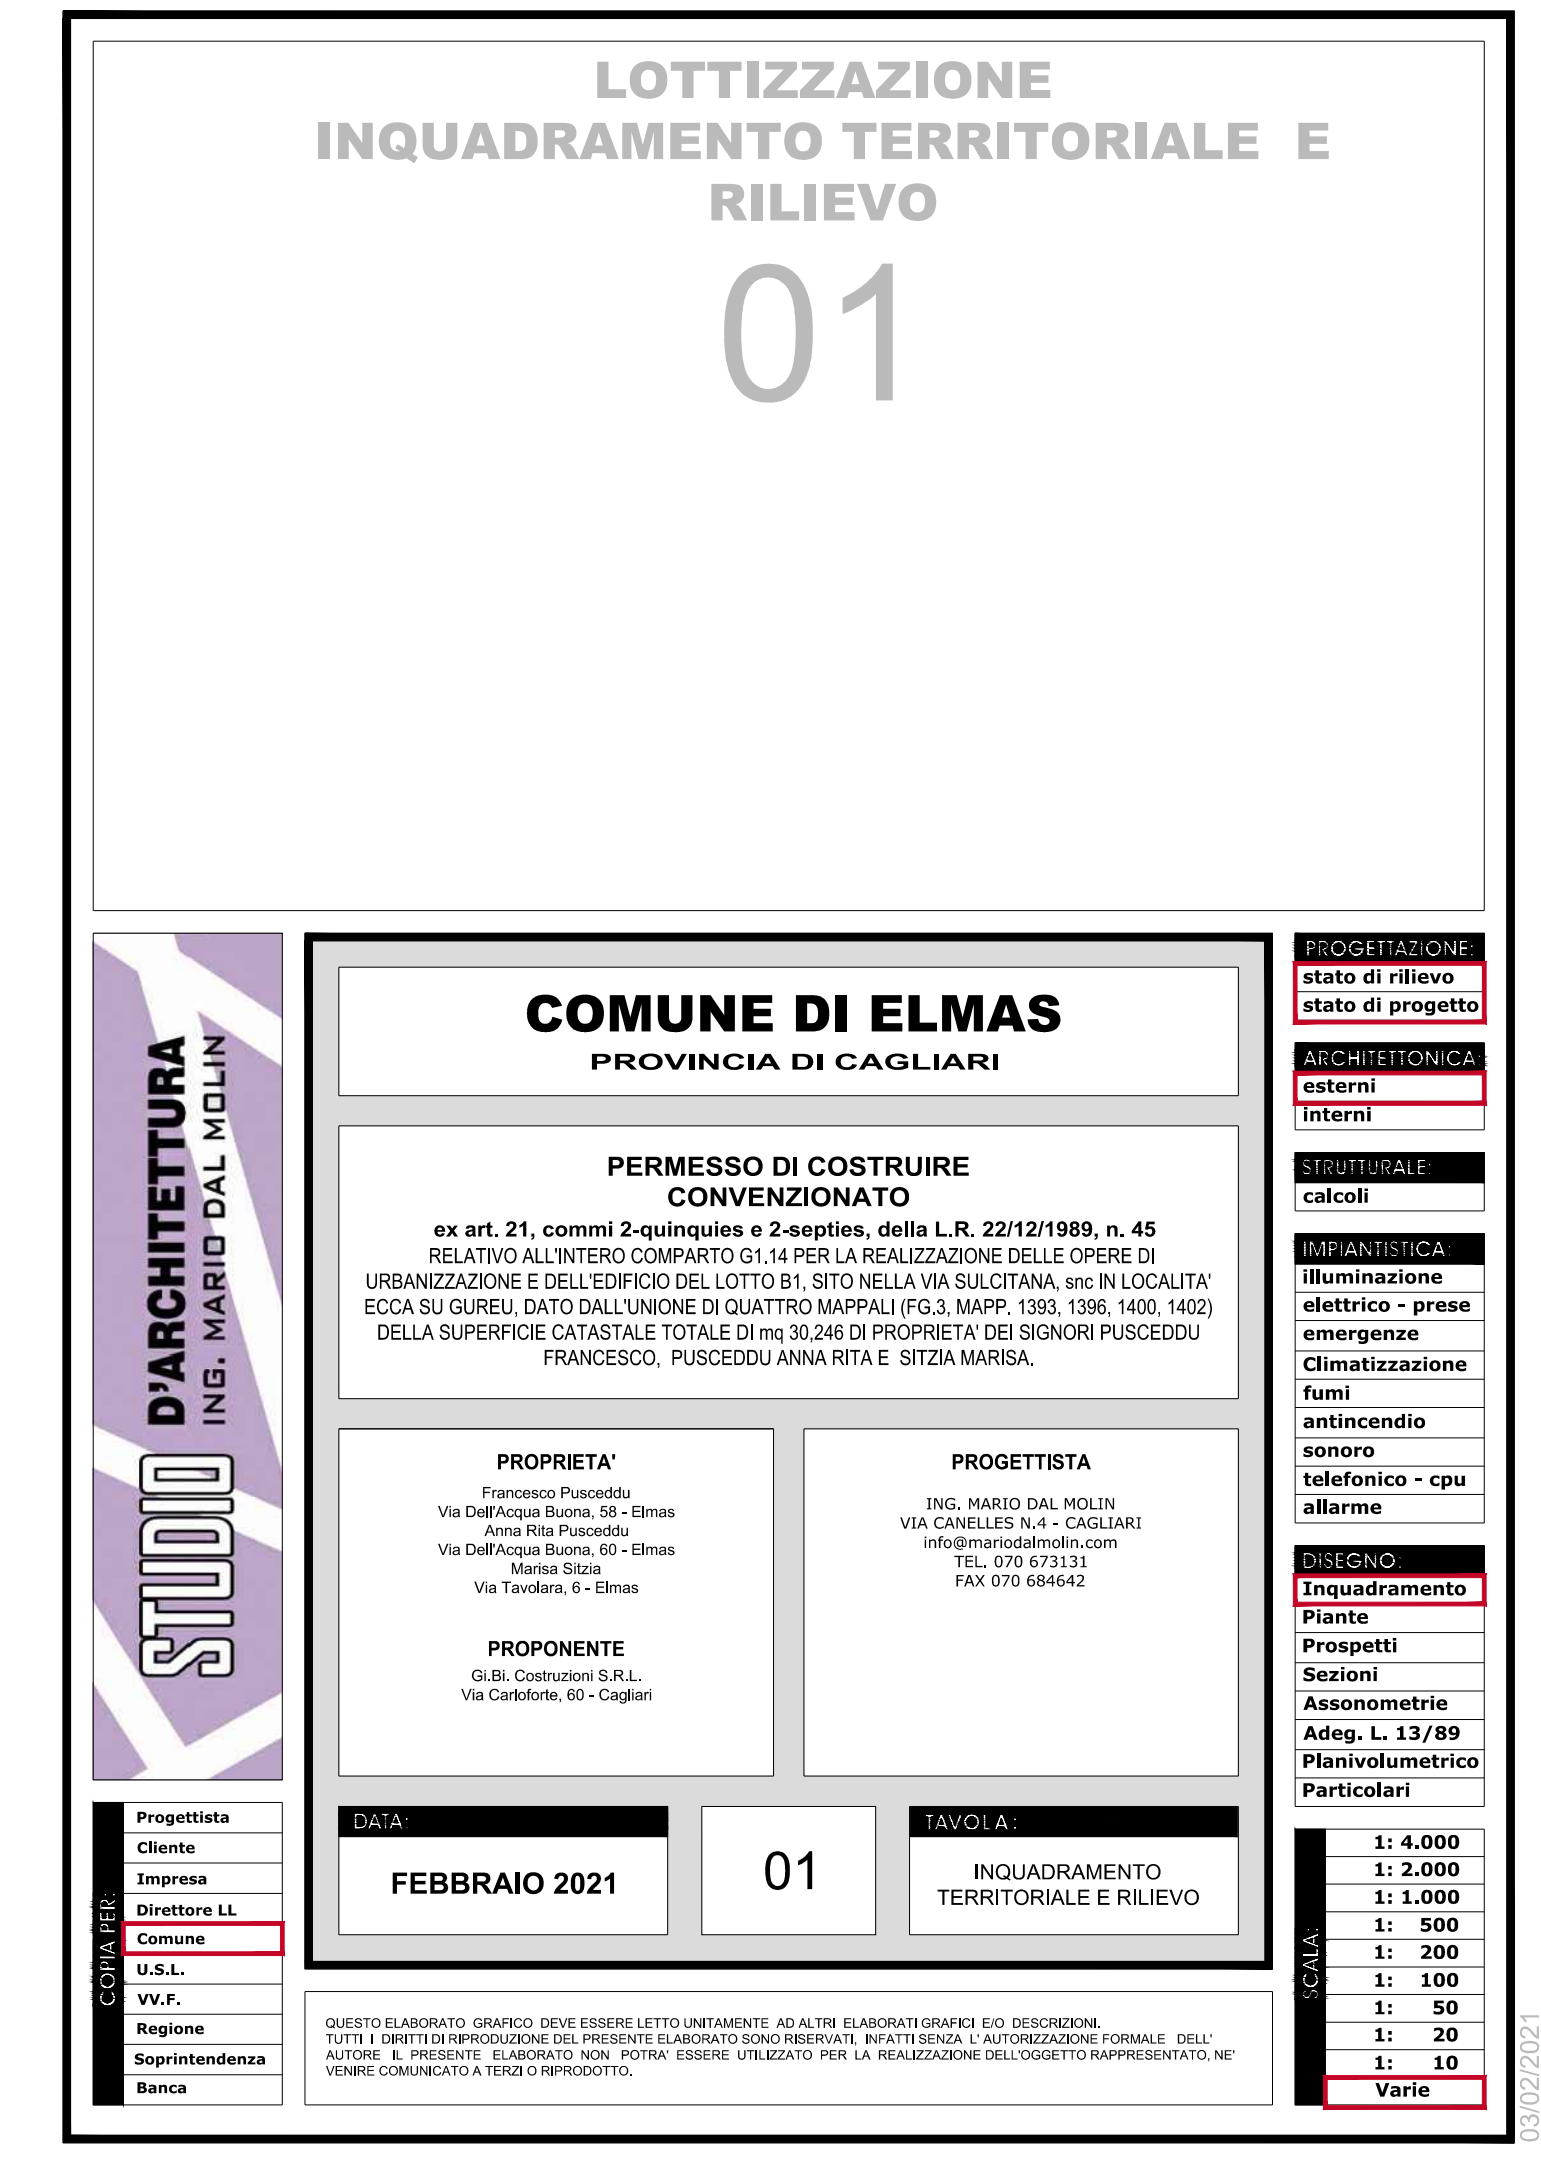 LOTTIZZAZIONE
INQUADRAMENTO TERRITORIALE E
RILIEVO
01
STUDIO D'ARCHITETTURA
ING. MARIO DAL MOLIN
COMUNE DI ELMAS
PROVINCIA DI CAGLIARI
PERMESSO DI COSTRUIRE
CONVENZIONATO
ex art. 21, commi 2-quinquies e 2-septies, della L.R. 22/12/1989, n. 45
RELATIVO ALL'INTERO COMPARTO G1.14 PER LA REALIZZAZIONE DELLE OPERE DI
URBANIZZAZIONE E DELL'EDIFICIO DEL LOTTO B1, SITO NELLA VIA SULCITANA, snc IN LOCALITA'
ECCA SU GUREU, DATO DALL'UNIONE DI QUATTRO MAPPALI (FG.3, MAPP. 1393, 1396, 1400, 1402)
DELLA SUPERFICIE CATASTALE TOTALE DI mq 30,246 DI PROPRIETA' DEI SIGNORI PUSCEDDU
FRANCESCO, PUSCEDDU ANNA RITA E SITZIA MARISA.
PROPRIETA'
Francesco Pusceddu
Via Dell'Acqua Buona, 58 - Elmas
Anna Rita Pusceddu
Via Dell'Acqua Buona, 60 - Elmas
Marisa Sitzia
Via Tavolara, 6 - Elmas
PROPONENTE
Gi.Bi. Costruzioni S.R.L.
Via Carloforte, 60 - Cagliari
PROGETTISTA
ING. MARIO DAL MOLIN
VIA CANELLES N.4 - CAGLIARI
info@mariodalmolin.com
TEL. 070 673131
FAX 070 684642
DATA:
FEBBRAIO 2021
01
TAVOLA:
INQUADRAMENTO
TERRITORIALE E RILIEVO
PROGETTAZIONE:
stato di rilievo
stato di progetto
ARCHITETTONICA:
esterni
interni
STRUTTURALE:
calcoli
IMPIANTISTICA:
illuminazione
elettrico - prese
emergenze
Climatizzazione
fumi
antincendio
sonoro
telefonico - cpu
allarme
DISEGNO:
Inquadramento
Piante
Prospetti
Sezioni
Assonometrie
Adeg. L. 13/89
Planivolumetrico
Particolari
COPIA PER:
Progettista
Cliente
Impresa
Direttore LL
Comune
U.S.L.
VV.F.
Regione
Soprintendenza
Banca
SCALA:
1: 4.000
1: 2.000
1: 1.000
1: 500
1: 200
1: 100
1: 50
1: 20
1: 10
Varie
QUESTO ELABORATO GRAFICO DEVE ESSERE LETTO UNITAMENTE AD ALTRI ELABORATI GRAFICI E/O DESCRIZIONI.
TUTTI I DIRITTI DI RIPRODUZIONE DEL PRESENTE ELABORATO SONO RISERVATI, INFATTI SENZA L' AUTORIZZAZIONE FORMALE DELL'
AUTORE IL PRESENTE ELABORATO NON POTRA' ESSERE UTILIZZATO PER LA REALIZZAZIONE DELL'OGGETTO RAPPRESENTATO, NE'
VENIRE COMUNICATO A TERZI O RIPRODOTTO.
03/02/2021